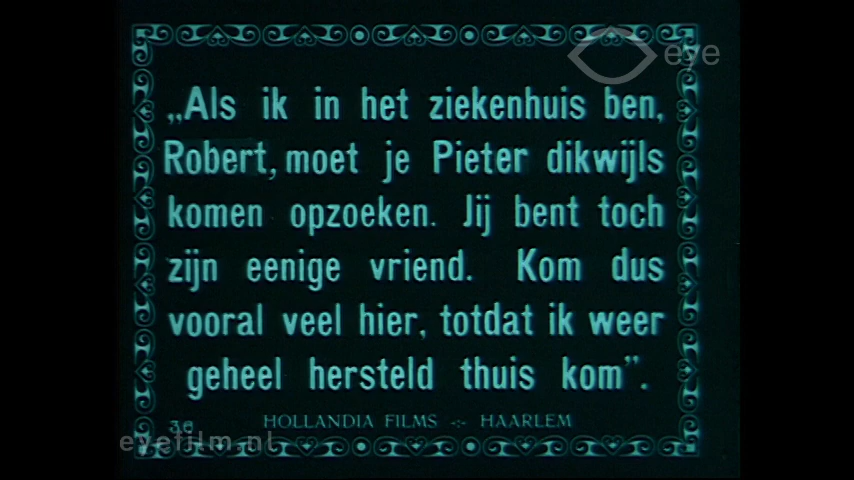 eye
„Als ik in het ziekenhuis ben,
Robert, moet je Pieter dikwijls
komen opzoeken. Jij bent toch
zijn eenige vriend. Kom dus
vooral veel hier, totdat ik weer
geheel hersteld thuis kom”.
36 HOLLANDIA FILMS -:- HAARLEM
eyefilm.nl